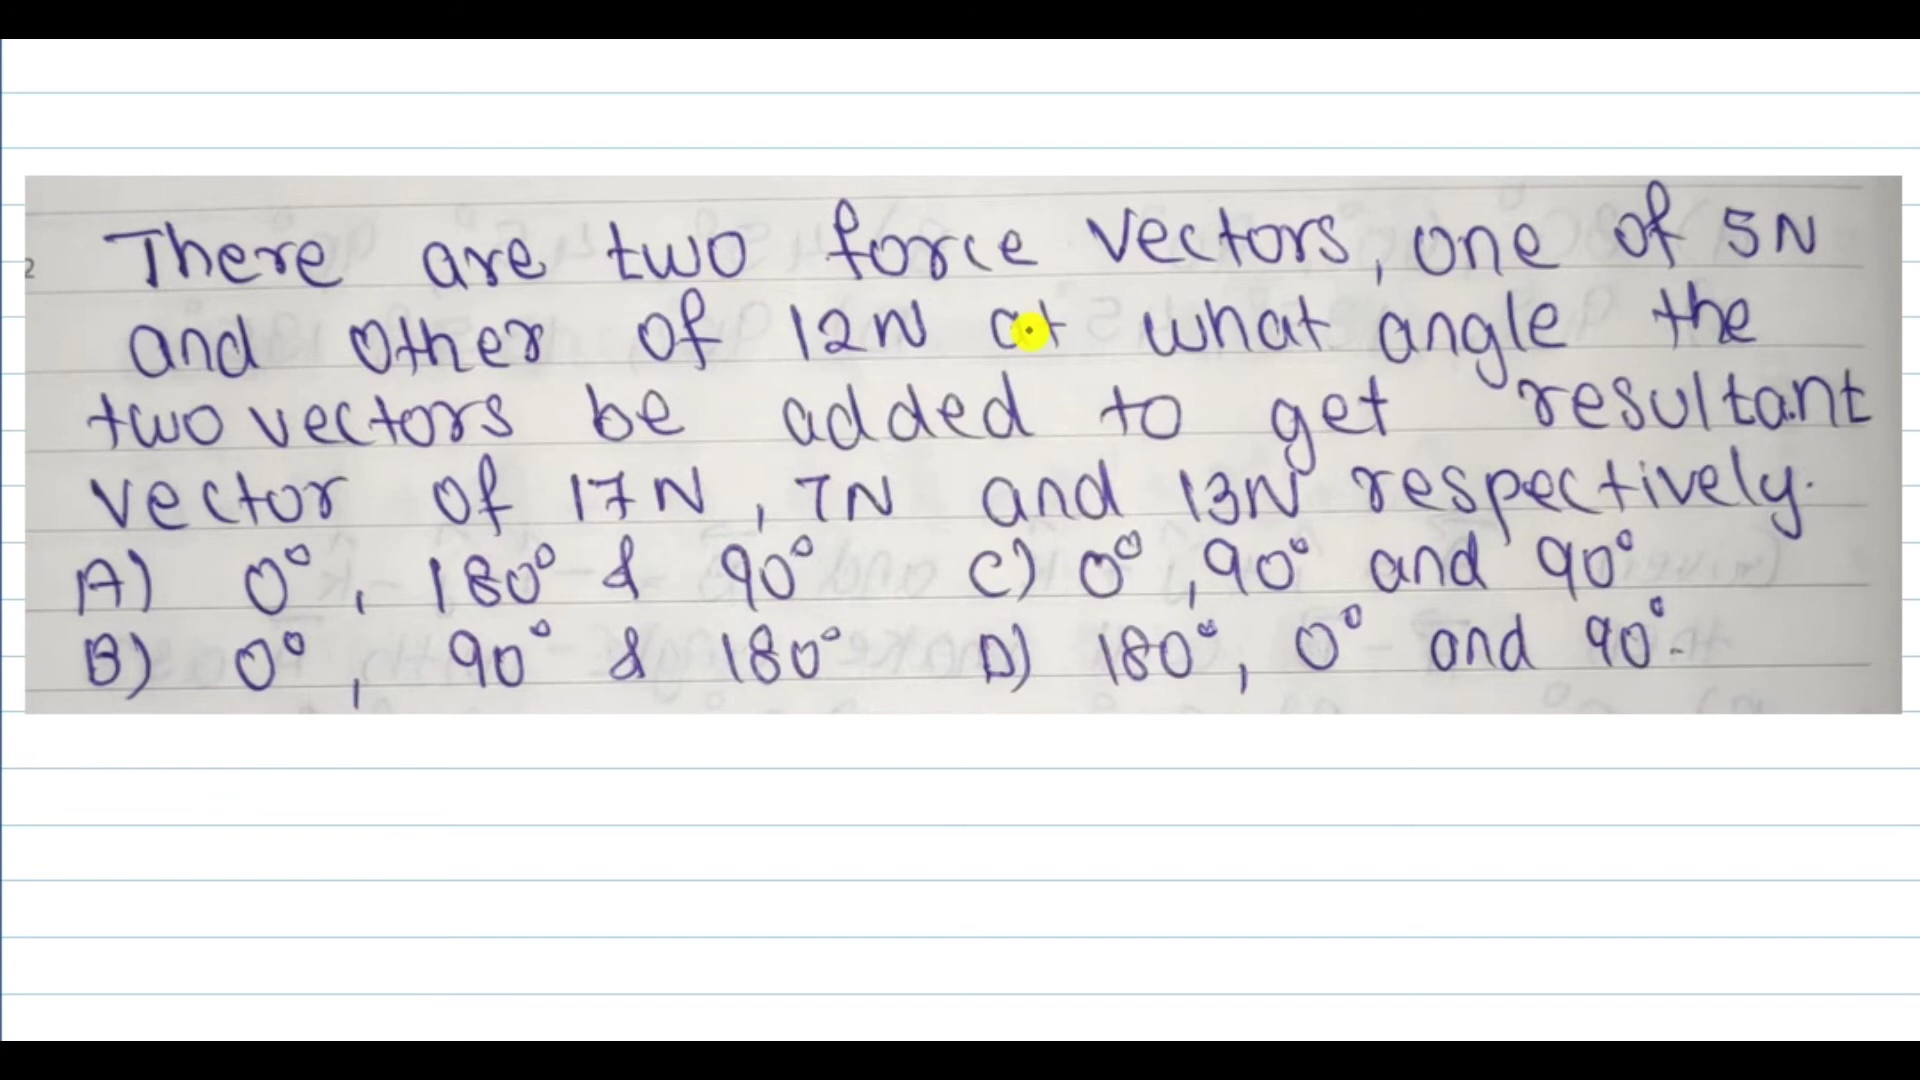 2 There are two force vectors, one of 5N
and other of 12N at what angle the
two vectors be added to get resultant
vector of 17N, 7N and 13N respectively.
A) 0°, 180° & 90° C) 0°, 90° and 90°
B) 0°, 90° & 180° D) 180°, 0° and 90°.